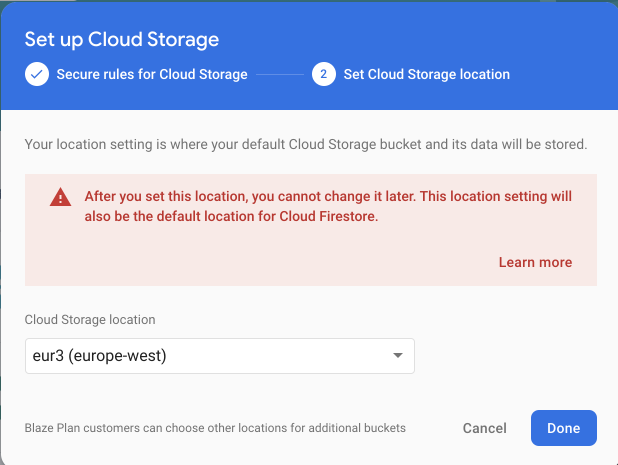 Set up Cloud Storage
Secure rules for Cloud Storage
2 Set Cloud Storage location
Your location setting is where your default Cloud Storage bucket and its data will be stored.
After you set this location, you cannot change it later. This location setting will
also be the default location for Cloud Firestore.
Learn more
Cloud Storage location
eur3 (europe-west)
Blaze Plan customers can choose other locations for additional buckets
Cancel
Done